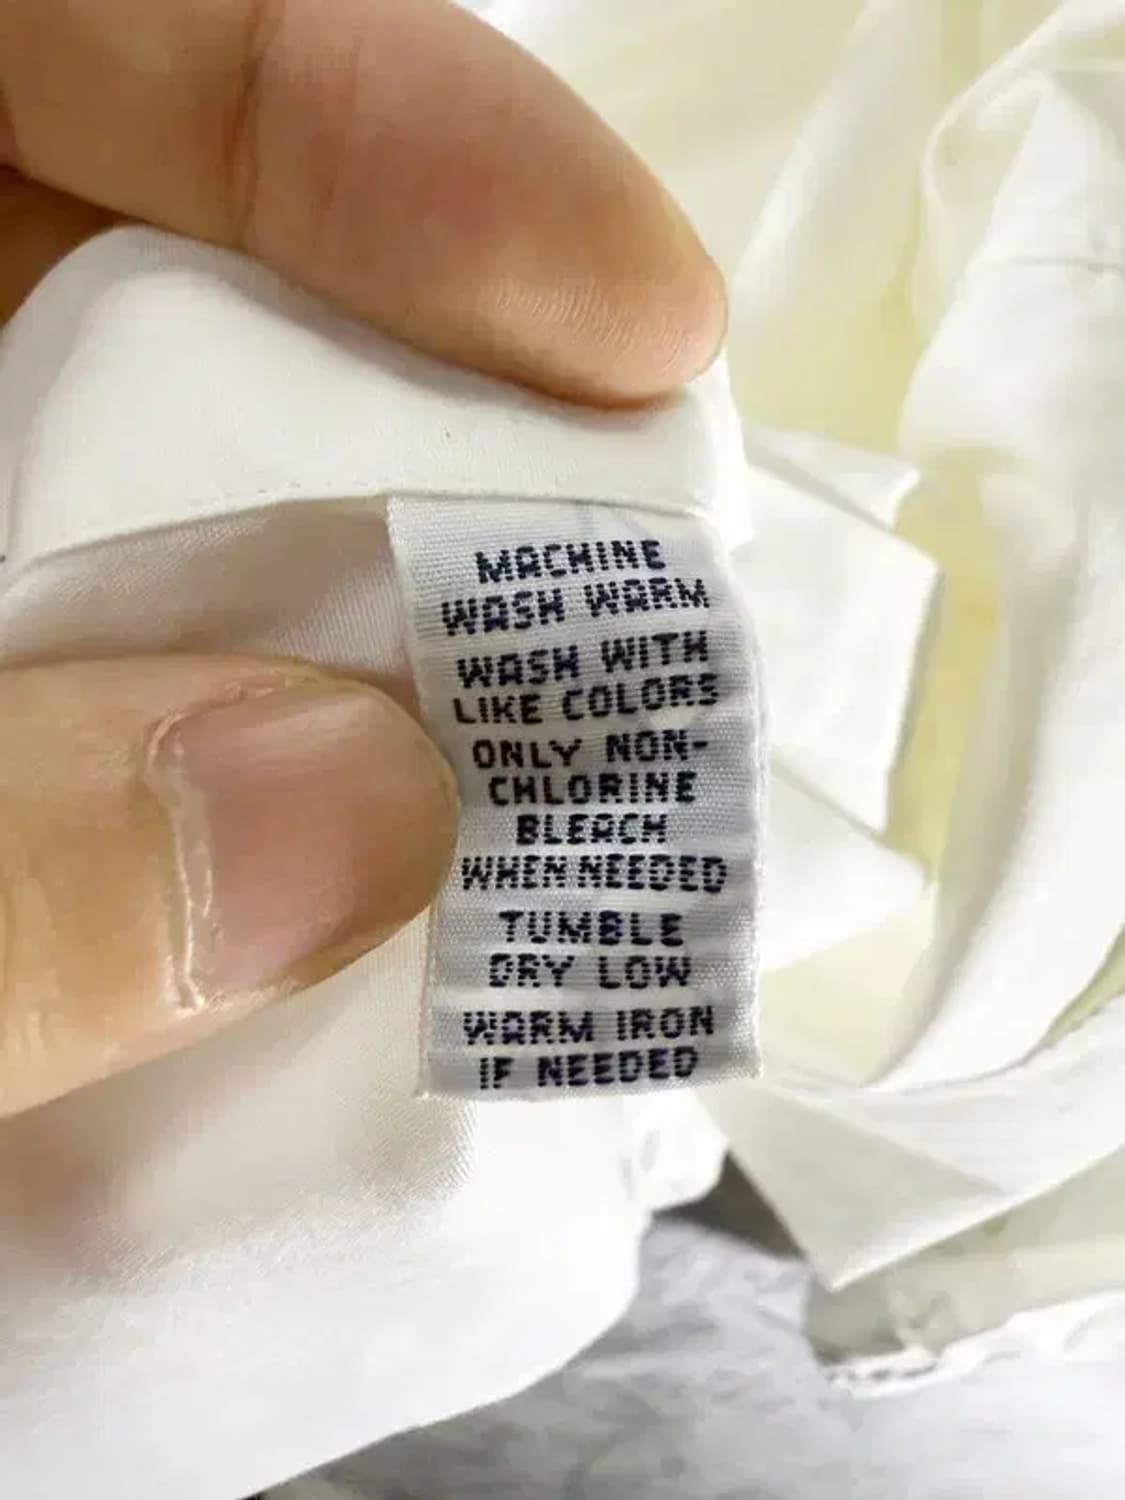 MACHINE
WASH WARM
WASH WITH
LIKE COLORS
ONLY NON-
CHLORINE
BLEACH
WHEN NEEDED
TUMBLE
DRY LOW
WARM IRON
IF NEEDED